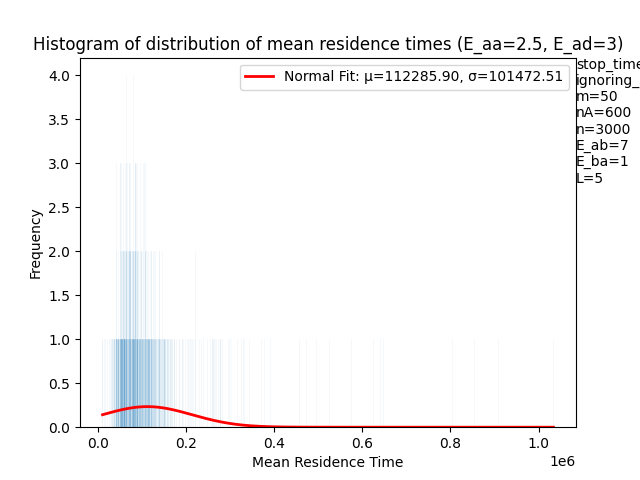 Histogram of distribution of mean residence times (E_aa=2.5, E_ad=3)
Normal Fit: μ=112285.90, σ=101472.51
stop_time
ignoring_
m=50
nA=600
n=3000
E_ab=7
E_ba=1
L=5
Frequency
4.0
3.5
3.0
2.5
2.0
1.5
1.0
0.5
0.0
0.0 0.2 0.4 0.6 0.8 1.0
1e6
Mean Residence Time